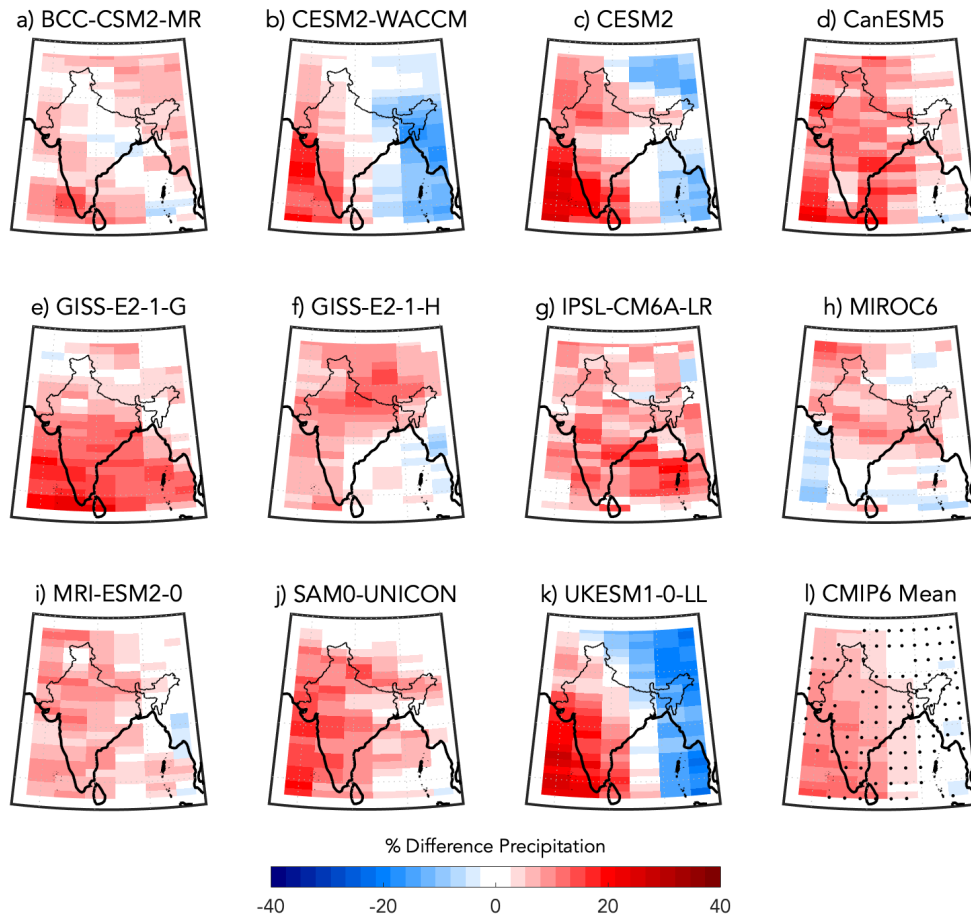 a) BCC-CSM2-MR
b) CESM2-WACCM
c) CESM2
d) CanESM5
e) GISS-E2-1-G
f) GISS-E2-1-H
g) IPSL-CM6A-LR
h) MIROC6
i) MRI-ESM2-0
j) SAM0-UNICON
k) UKESM1-0-LL
l) CMIP6 Mean
% Difference Precipitation
-40 -20 0 20 40